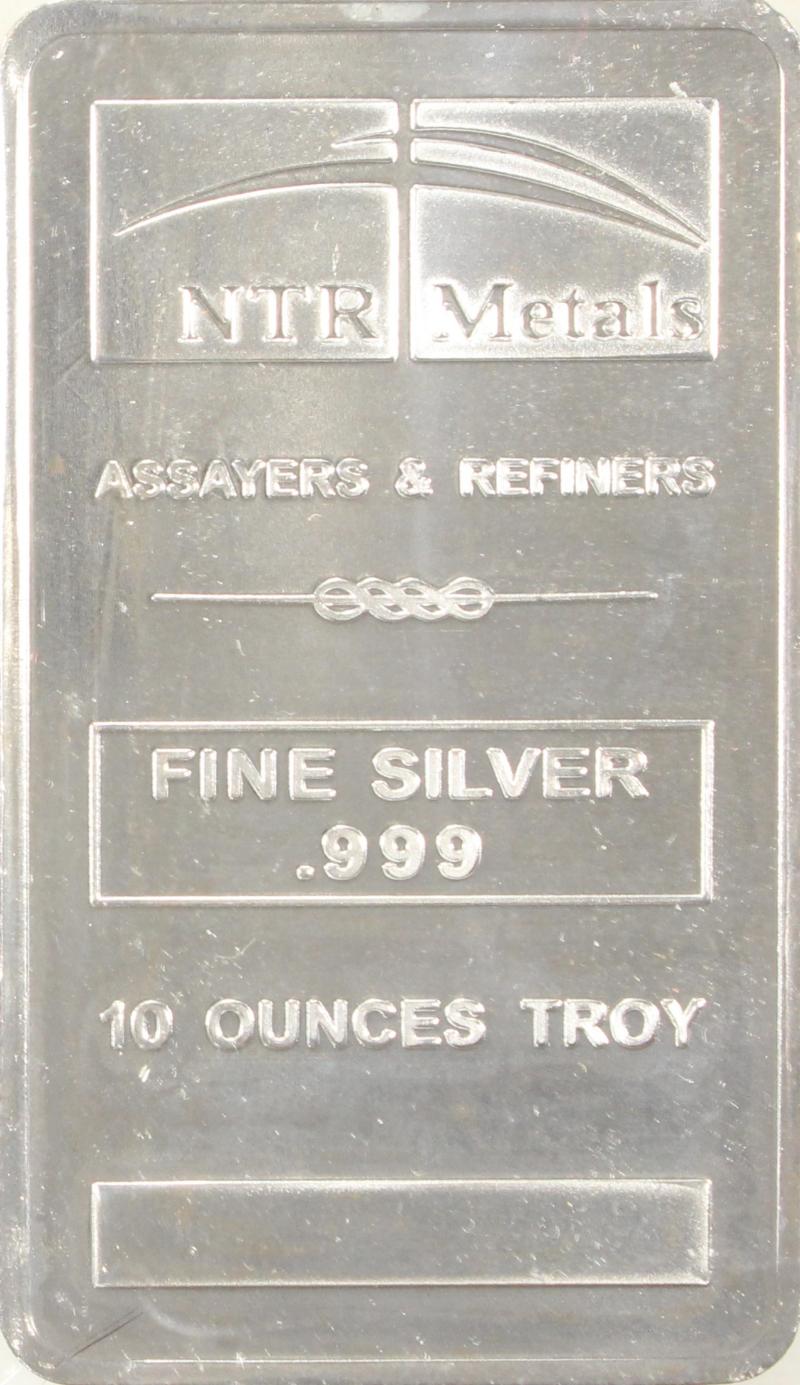 NTR Metals
ASSAYERS & REFINERS
FINE SILVER
.999
10 OUNCES TROY